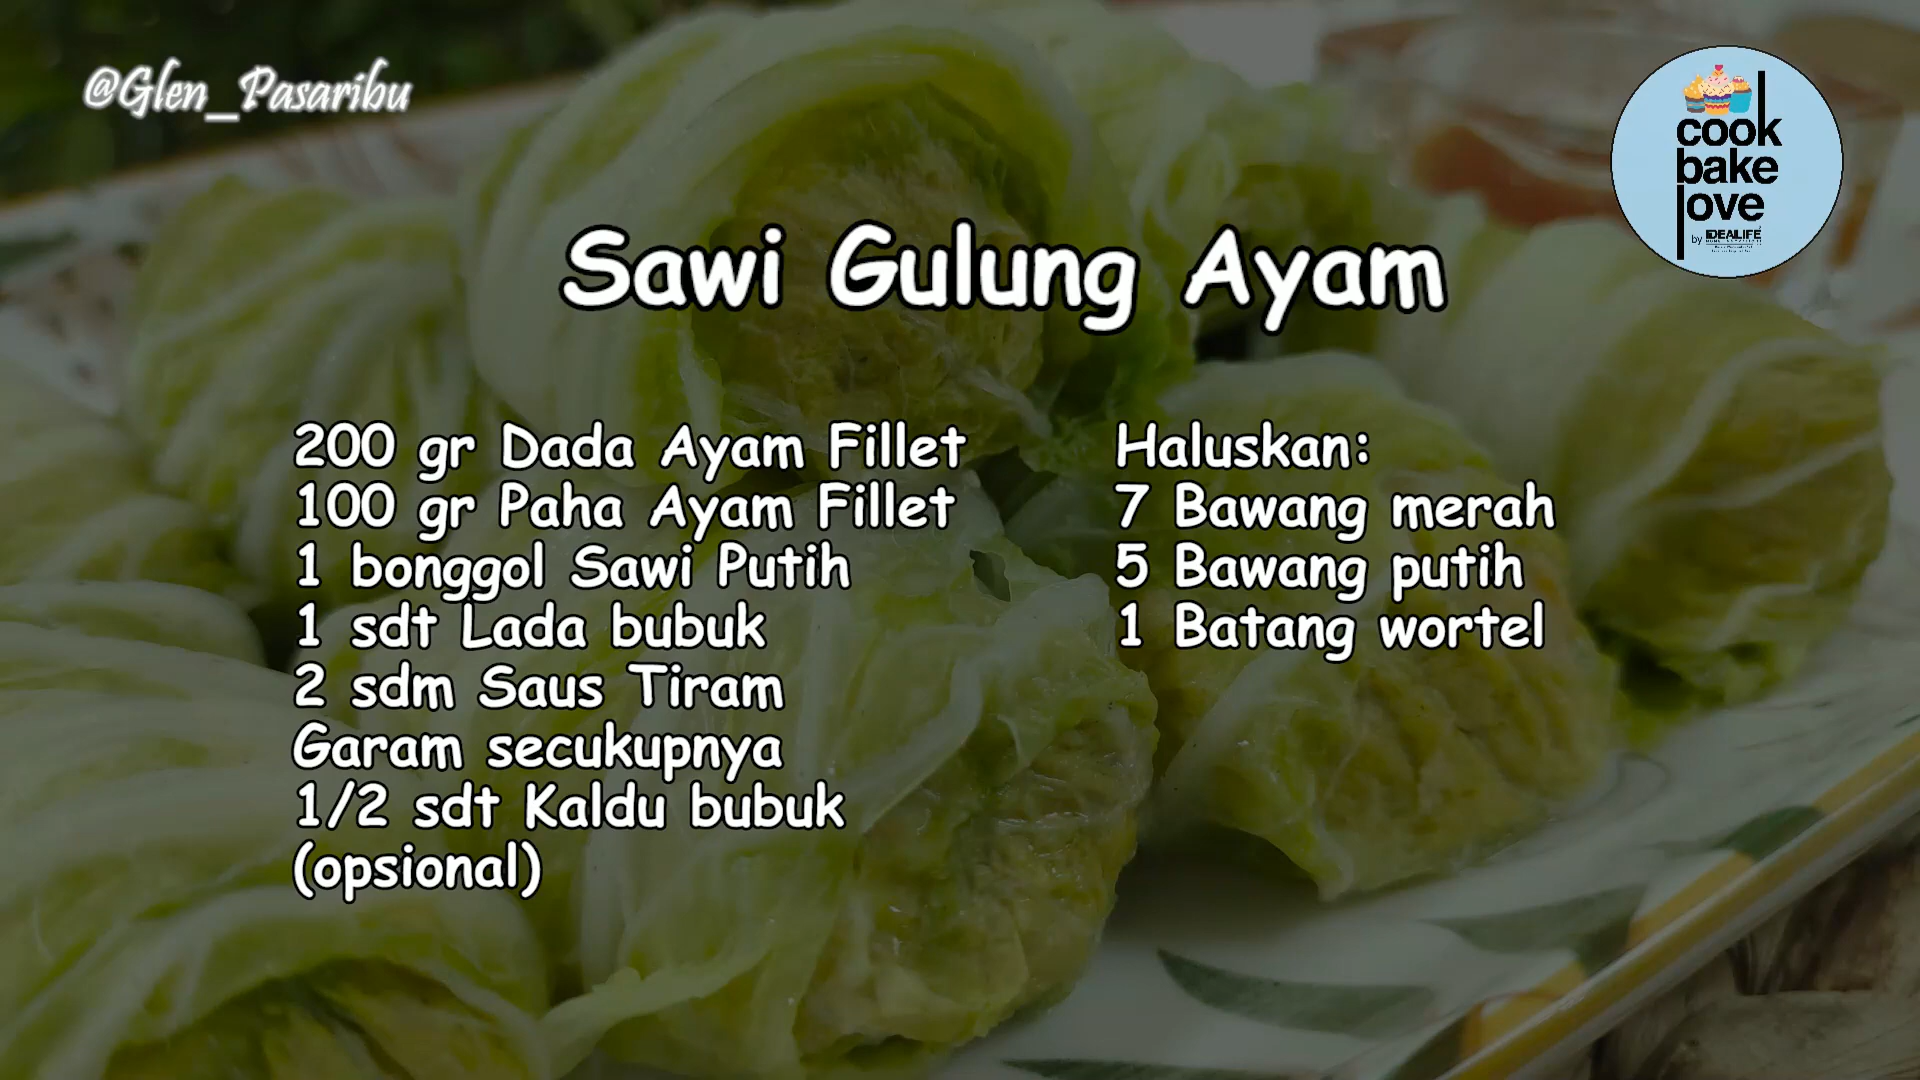 @Glen_Pasaribu
cook
bake
love
by IDEALIFE
Sawi Gulung Ayam
200 gr Dada Ayam Fillet
100 gr Paha Ayam Fillet
1 bonggol Sawi Putih
1 sdt Lada bubuk
2 sdm Saus Tiram
Garam secukupnya
1/2 sdt Kaldu bubuk
(opsional)
Haluskan:
7 Bawang merah
5 Bawang putih
1 Batang wortel